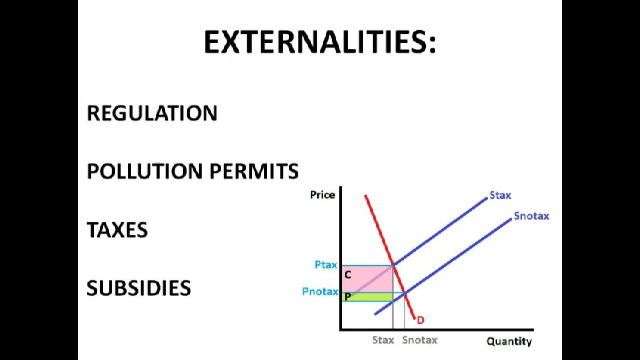 EXTERNALITIES:
REGULATION
POLLUTION PERMITS
TAXES
SUBSIDIES
Price
Stax
Snotax
Ptax
C
Pnotax
P
D
Stax Snotax
Quantity